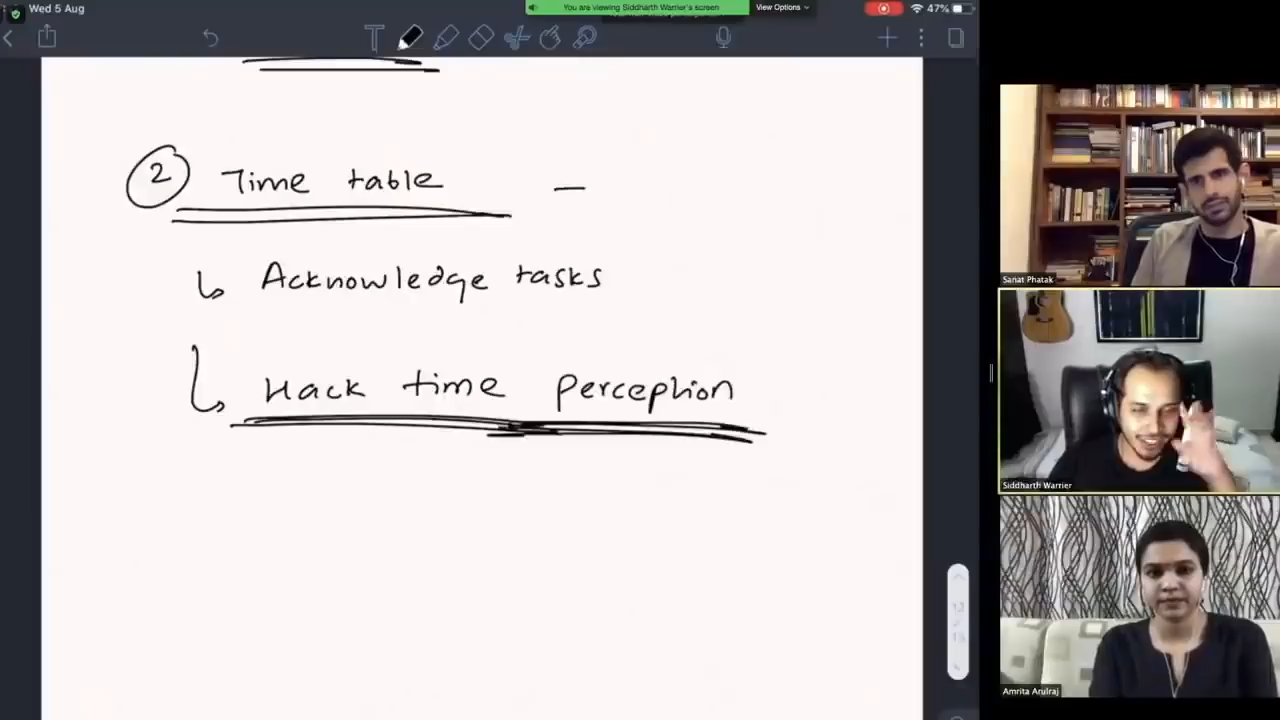 Wed 5 Aug
You are viewing Siddharth Warrier's screen
View Options
47%
2 Time table –
Acknowledge tasks
Hack time perception
Sanat Phatak
Siddharth Warrier
Amrita Arulraj